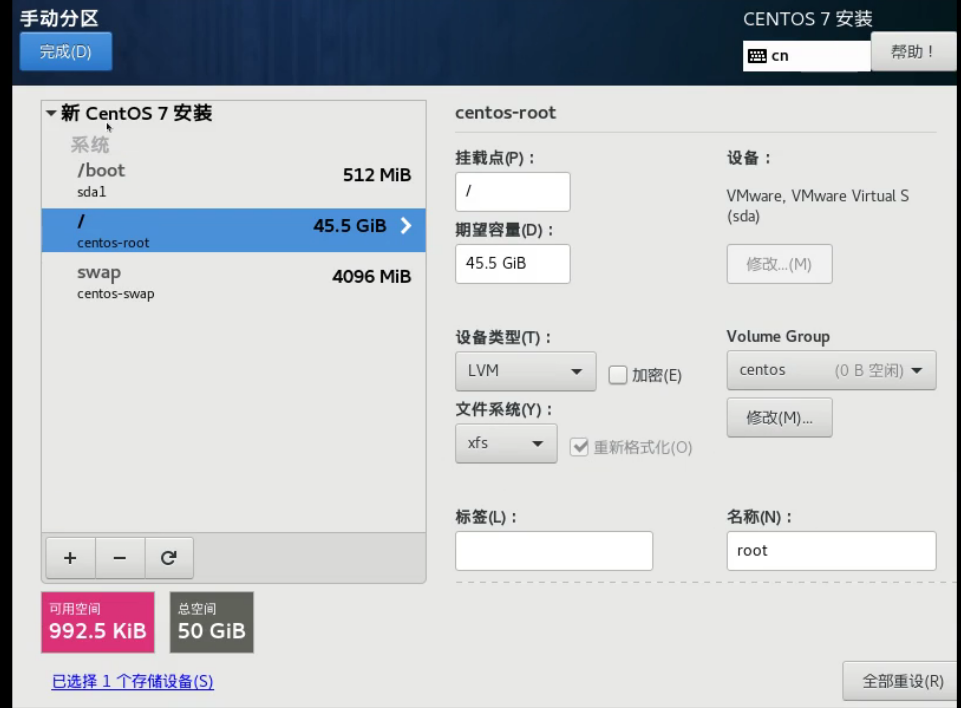 手动分区
CENTOS 7 安装
完成(D)
cn
帮助！
新 CentOS 7 安装
系统
/boot
512 MiB
sda1
/
45.5 GiB
centos-root
swap
4096 MiB
centos-swap
centos-root
挂载点(P)：
/
期望容量(D)：
45.5 GiB
设备：
VMware, VMware Virtual S
(sda)
修改...(M)
设备类型(T)：
LVM
加密(E)
文件系统(Y)：
xfs
重新格式化(O)
Volume Group
centos (0 B 空闲)
修改(M)...
标签(L)：
名称(N)：
root
+ − ⟳
可用空间
992.5 KiB
总空间
50 GiB
已选择 1 个存储设备(S)
全部重设(R)